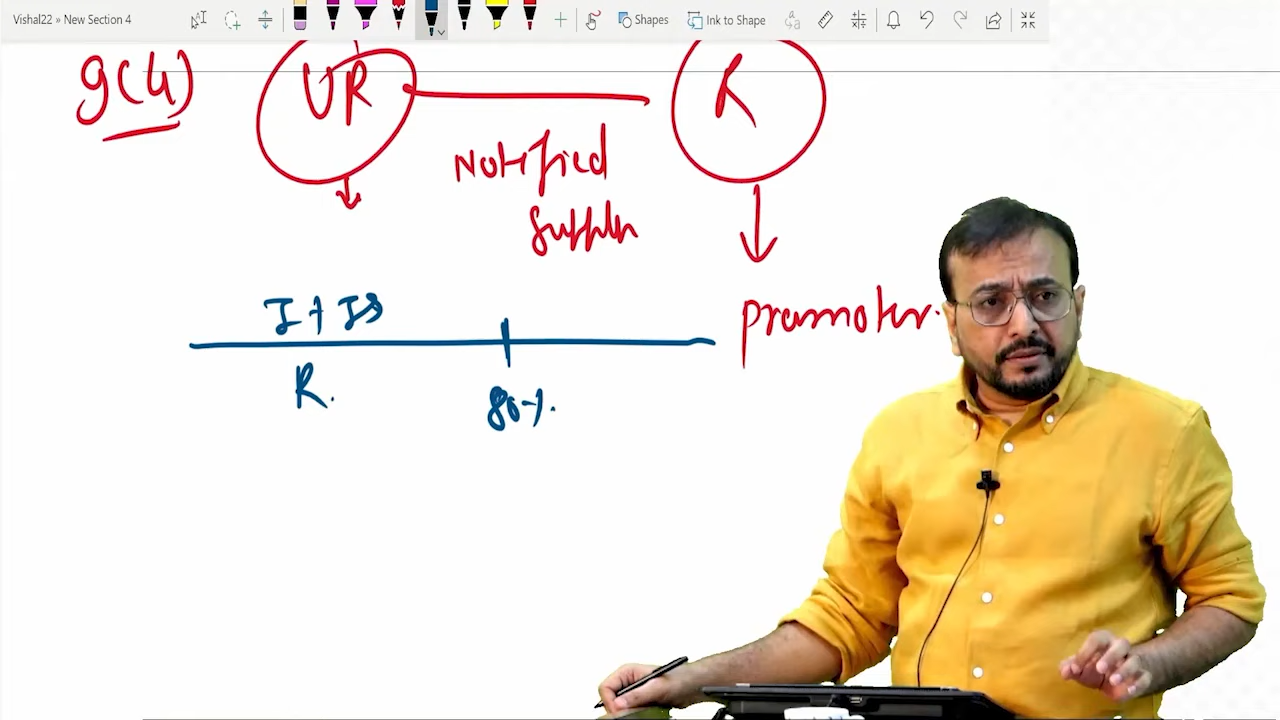 Vishal22 » New Section 4
Shapes
Ink to Shape
9(4)
UR
R
Notified
Supply
I + IS
promoter.
R.
80%.